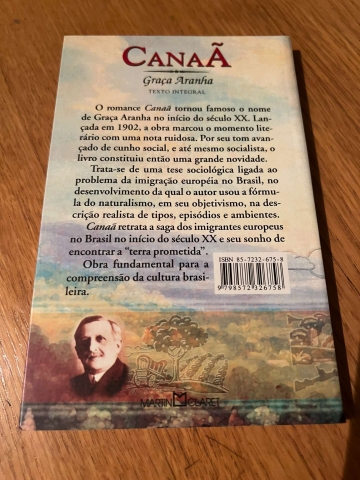 CANAÃ
Graça Aranha
TEXTO INTEGRAL
O romance Canaã tornou famoso o nome
de Graça Aranha no início do século XX. Lan-
çada em 1902, a obra marcou o momento lite-
rário com uma nota ruidosa. Por seu tom avan-
çado de cunho social, e até mesmo socialista, o
livro constituiu então uma grande novidade.
Trata-se de uma tese sociológica ligada ao
problema da imigração européia no Brasil, no
desenvolvimento da qual o autor usou a fórmu-
la do naturalismo, em seu objetivismo, na des-
crição realista de tipos, episódios e ambientes.
Canaã retrata a saga dos imigrantes europeus
no Brasil no início do século XX e seu sonho de
encontrar a “terra prometida”.
Obra fundamental para a
compreensão da cultura brasi-
leira.
ISBN 85-7232-675-8
9 788572 326758
MARTIN CLARET